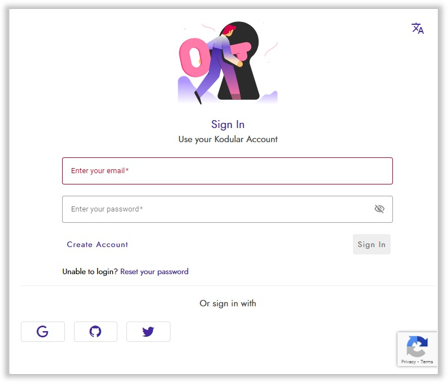 Sign In
Use your Kodular Account
Enter your email*
Enter your password*
Create Account
Sign In
Unable to login? Reset your password
Or sign in with
Privacy - Terms